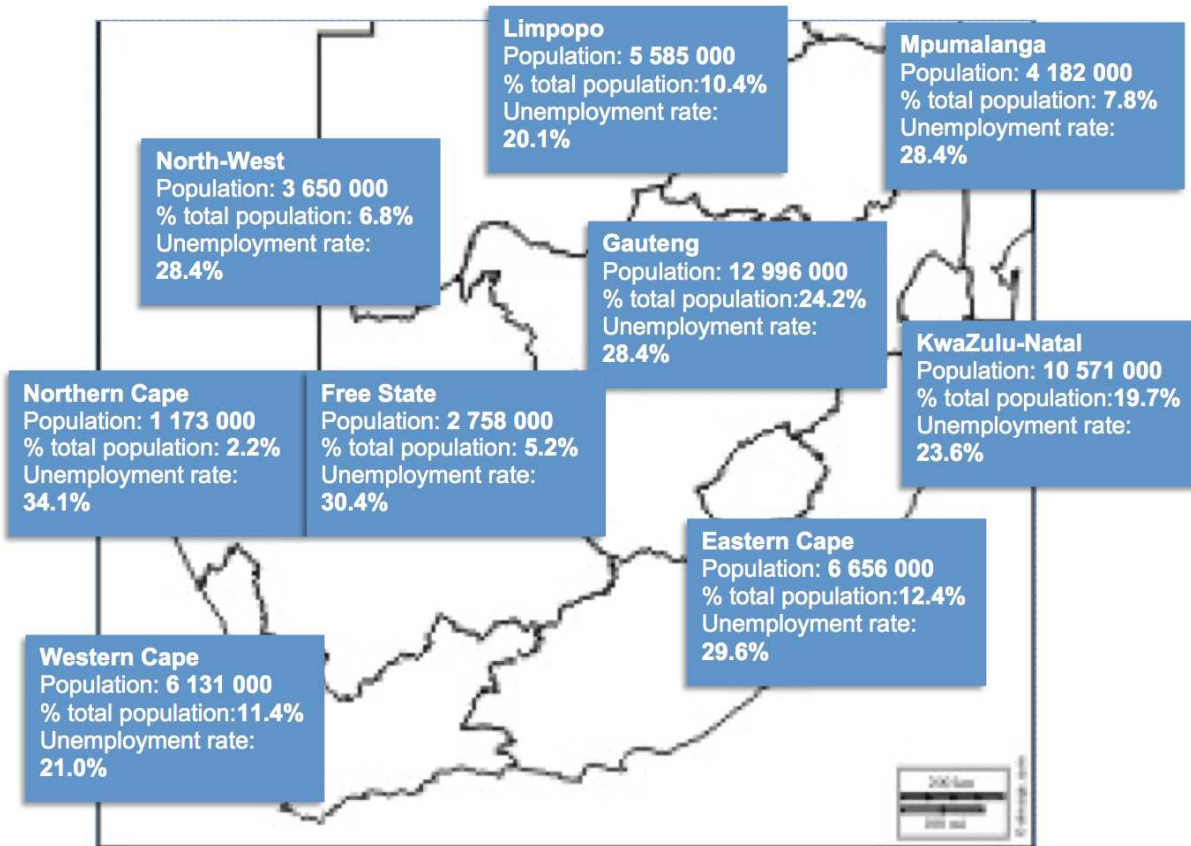 Limpopo
Population: 5 585 000
% total population:10.4%
Unemployment rate:
20.1%
Mpumalanga
Population: 4 182 000
% total population: 7.8%
Unemployment rate:
28.4%
North-West
Population: 3 650 000
% total population: 6.8%
Unemployment rate:
28.4%
Gauteng
Population: 12 996 000
% total population:24.2%
Unemployment rate:
28.4%
KwaZulu-Natal
Population: 10 571 000
% total population:19.7%
Unemployment rate:
23.6%
Northern Cape
Population: 1 173 000
% total population: 2.2%
Unemployment rate:
34.1%
Free State
Population: 2 758 000
% total population: 5.2%
Unemployment rate:
30.4%
Eastern Cape
Population: 6 656 000
% total population:12.4%
Unemployment rate:
29.6%
Western Cape
Population: 6 131 000
% total population:11.4%
Unemployment rate:
21.0%